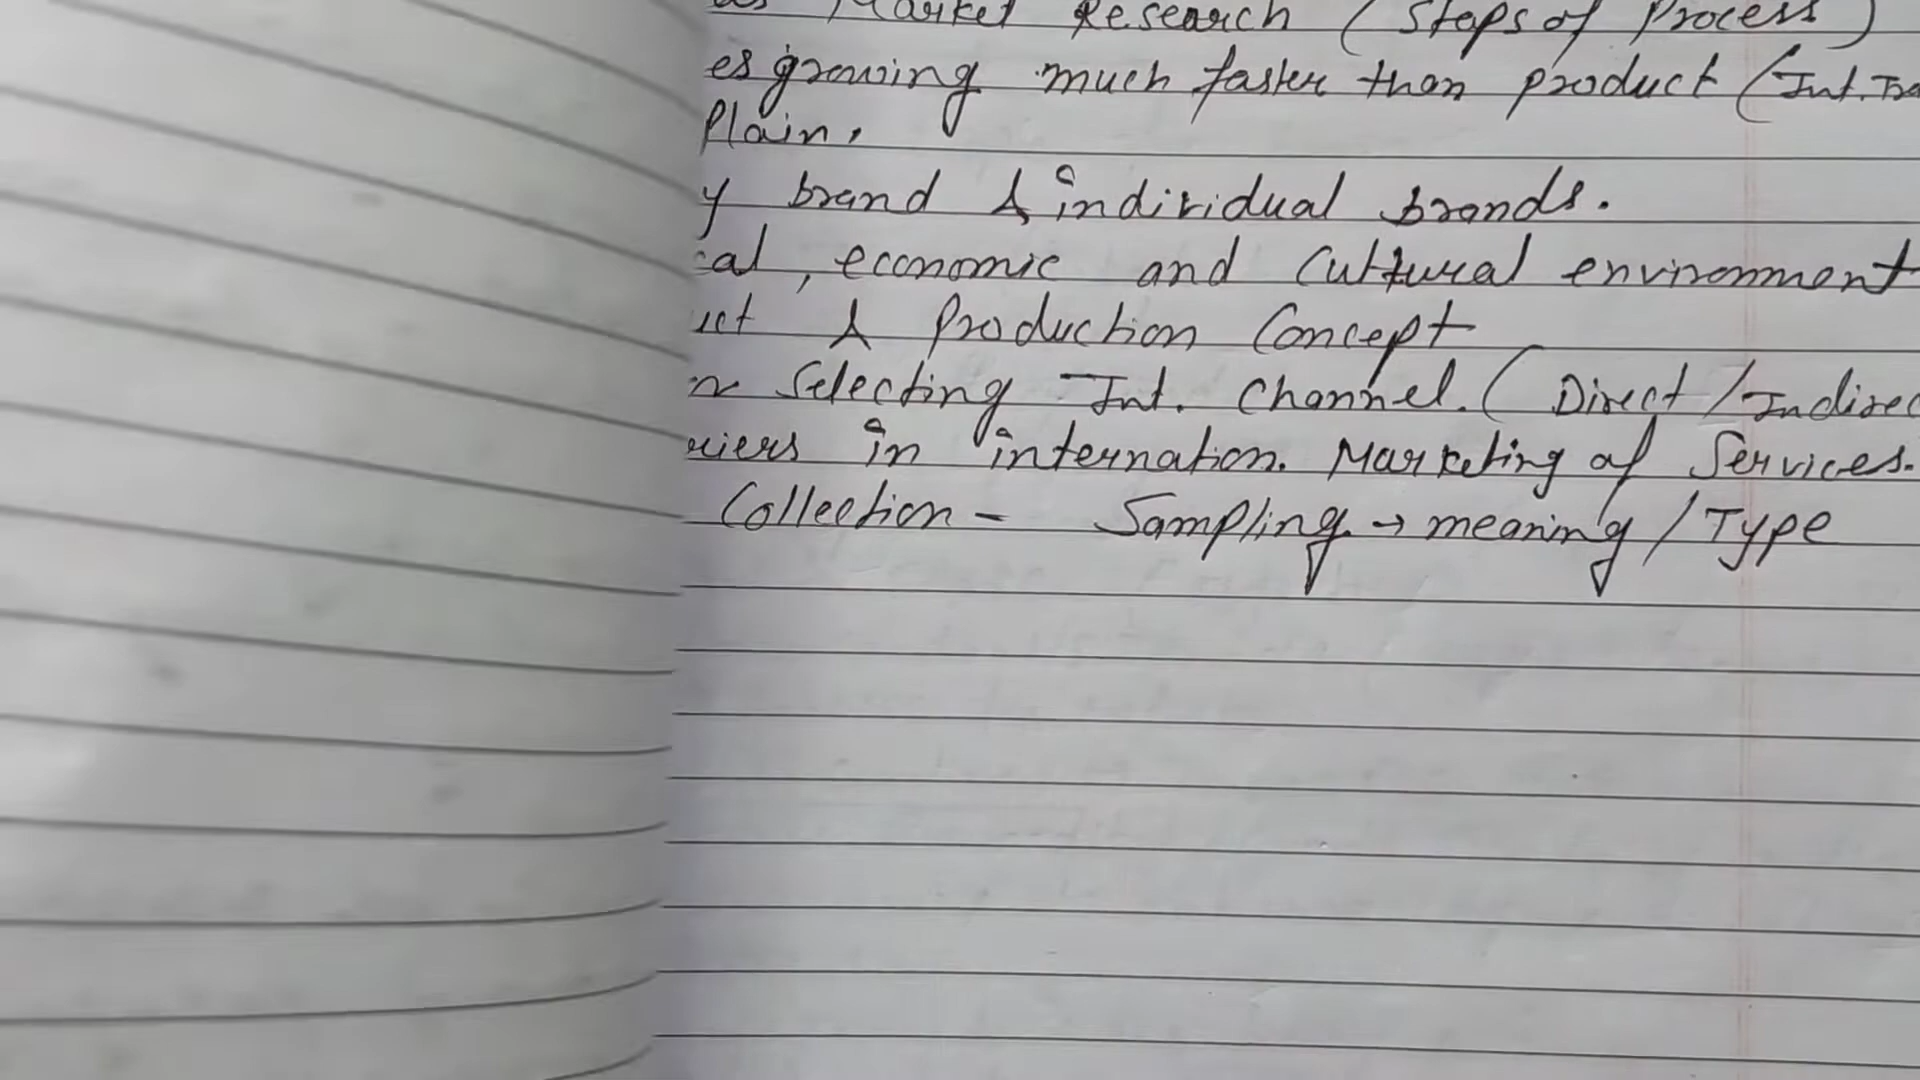 Market Research (Steps of Process)
es growing much faster than product (Int. Tra
Plain.
y brand & individual brands.
cal, economic and Cultural environment
uct & Production Concept
Selecting Int. Channel. (Direct / Indirec
riers in internation. Marketing of Services.
Collection - Sampling → meaning / Type